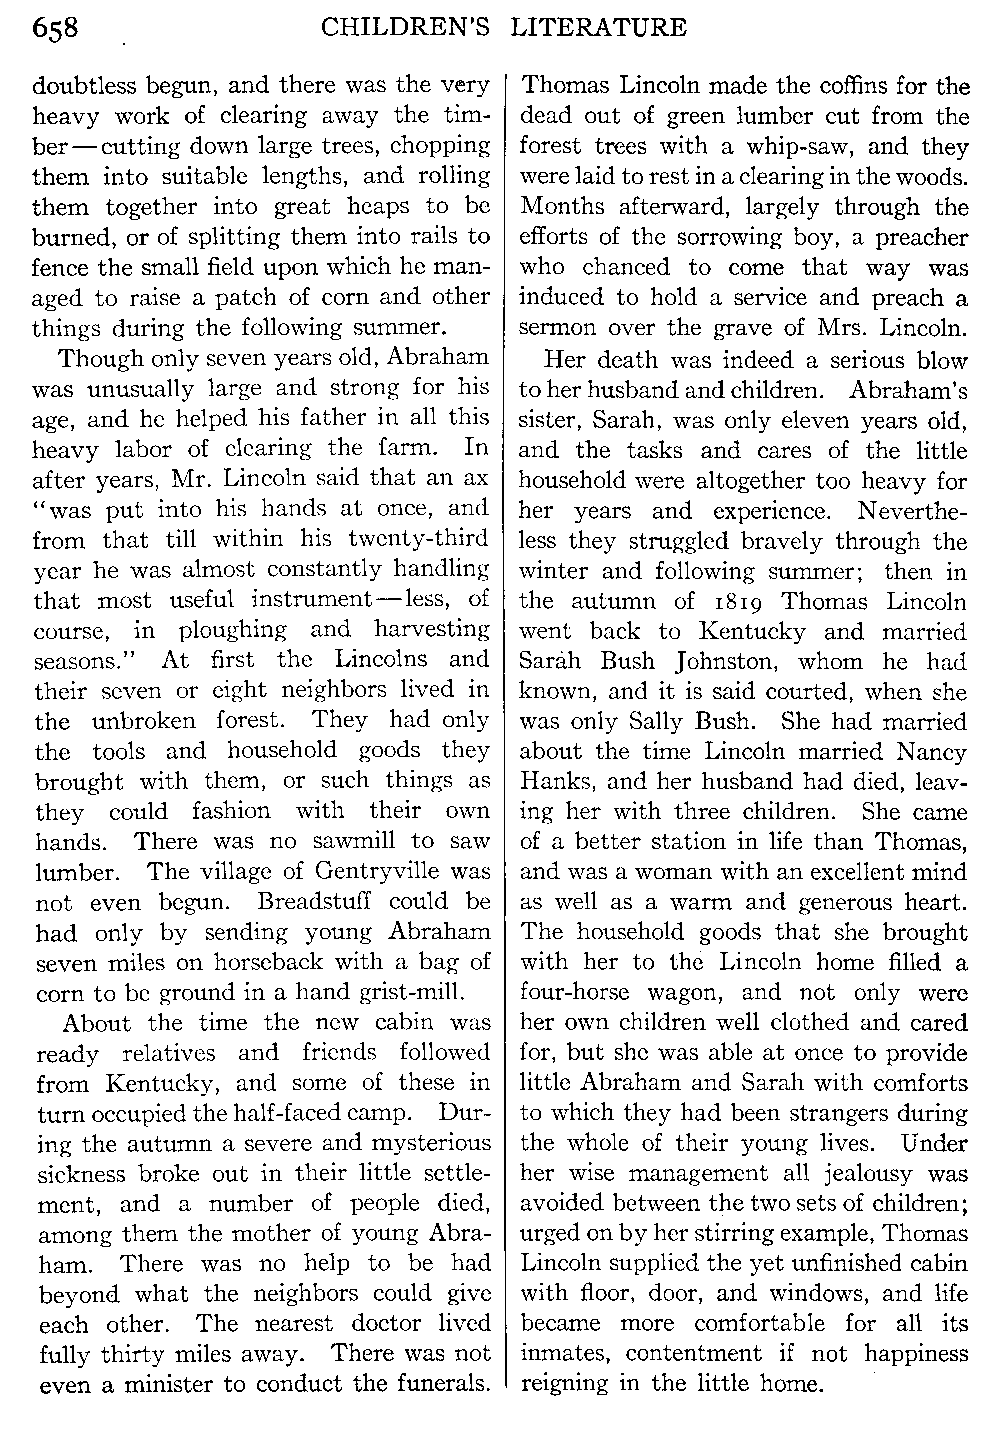 658 CHILDREN'S LITERATURE
doubtless begun, and there was the very
heavy work of clearing away the tim-
ber—cutting down large trees, chopping
them into suitable lengths, and rolling
them together into great heaps to be
burned, or of splitting them into rails to
fence the small field upon which he man-
aged to raise a patch of corn and other
things during the following summer.
Though only seven years old, Abraham
was unusually large and strong for his
age, and he helped his father in all this
heavy labor of clearing the farm. In
after years, Mr. Lincoln said that an ax
"was put into his hands at once, and
from that till within his twenty-third
year he was almost constantly handling
that most useful instrument—less, of
course, in ploughing and harvesting
seasons." At first the Lincolns and
their seven or eight neighbors lived in
the unbroken forest. They had only
the tools and household goods they
brought with them, or such things as
they could fashion with their own
hands. There was no sawmill to saw
lumber. The village of Gentryville was
not even begun. Breadstuff could be
had only by sending young Abraham
seven miles on horseback with a bag of
corn to be ground in a hand grist-mill.
About the time the new cabin was
ready relatives and friends followed
from Kentucky, and some of these in
turn occupied the half-faced camp. Dur-
ing the autumn a severe and mysterious
sickness broke out in their little settle-
ment, and a number of people died,
among them the mother of young Abra-
ham. There was no help to be had
beyond what the neighbors could give
each other. The nearest doctor lived
fully thirty miles away. There was not
even a minister to conduct the funerals.
Thomas Lincoln made the coffins for the
dead out of green lumber cut from the
forest trees with a whip-saw, and they
were laid to rest in a clearing in the woods.
Months afterward, largely through the
efforts of the sorrowing boy, a preacher
who chanced to come that way was
induced to hold a service and preach a
sermon over the grave of Mrs. Lincoln.
Her death was indeed a serious blow
to her husband and children. Abraham's
sister, Sarah, was only eleven years old,
and the tasks and cares of the little
household were altogether too heavy for
her years and experience. Neverthe-
less they struggled bravely through the
winter and following summer; then in
the autumn of 1819 Thomas Lincoln
went back to Kentucky and married
Sarah Bush Johnston, whom he had
known, and it is said courted, when she
was only Sally Bush. She had married
about the time Lincoln married Nancy
Hanks, and her husband had died, leav-
ing her with three children. She came
of a better station in life than Thomas,
and was a woman with an excellent mind
as well as a warm and generous heart.
The household goods that she brought
with her to the Lincoln home filled a
four-horse wagon, and not only were
her own children well clothed and cared
for, but she was able at once to provide
little Abraham and Sarah with comforts
to which they had been strangers during
the whole of their young lives. Under
her wise management all jealousy was
avoided between the two sets of children;
urged on by her stirring example, Thomas
Lincoln supplied the yet unfinished cabin
with floor, door, and windows, and life
became more comfortable for all its
inmates, contentment if not happiness
reigning in the little home.